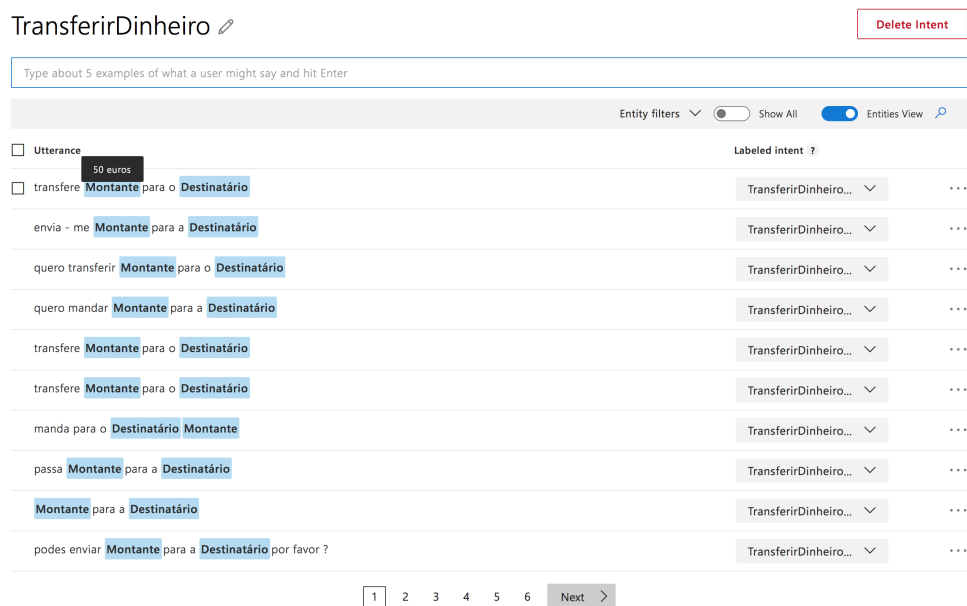 TransferirDinheiro
Delete Intent
Type about 5 examples of what a user might say and hit Enter
Entity filters Show All Entities View
Utterance Labeled intent ?
50 euros
transfere Montante para o Destinatário TransferirDinheiro... ...
envia - me Montante para a Destinatário TransferirDinheiro... ...
quero transferir Montante para o Destinatário TransferirDinheiro... ...
quero mandar Montante para a Destinatário TransferirDinheiro... ...
transfere Montante para o Destinatário TransferirDinheiro... ...
transfere Montante para o Destinatário TransferirDinheiro... ...
manda para o Destinatário Montante TransferirDinheiro... ...
passa Montante para a Destinatário TransferirDinheiro... ...
Montante para a Destinatário TransferirDinheiro... ...
podes enviar Montante para a Destinatário por favor ? TransferirDinheiro... ...
1 2 3 4 5 6 Next